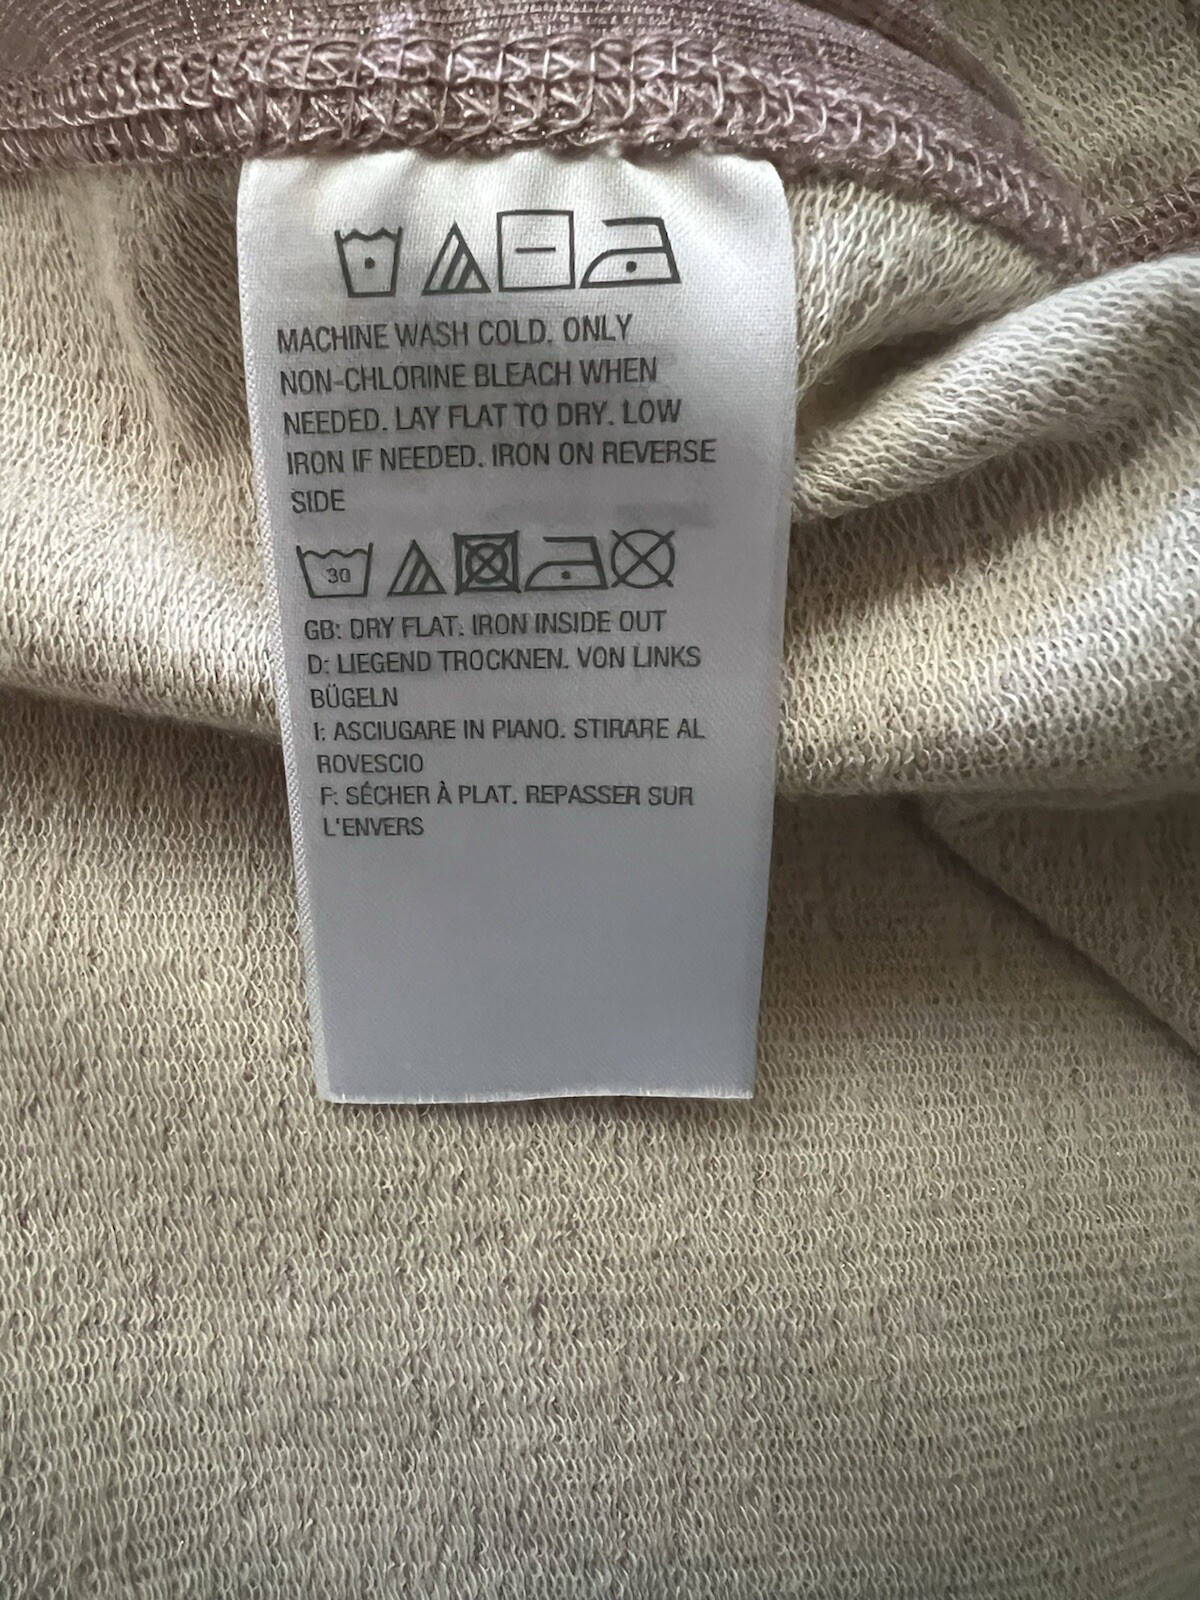 MACHINE WASH COLD. ONLY
NON-CHLORINE BLEACH WHEN
NEEDED. LAY FLAT TO DRY. LOW
IRON IF NEEDED. IRON ON REVERSE
SIDE
30
GB: DRY FLAT. IRON INSIDE OUT
D: LIEGEND TROCKNEN. VON LINKS
BÜGELN
I: ASCIUGARE IN PIANO. STIRARE AL
ROVESCIO
F: SÉCHER À PLAT. REPASSER SUR
L'ENVERS